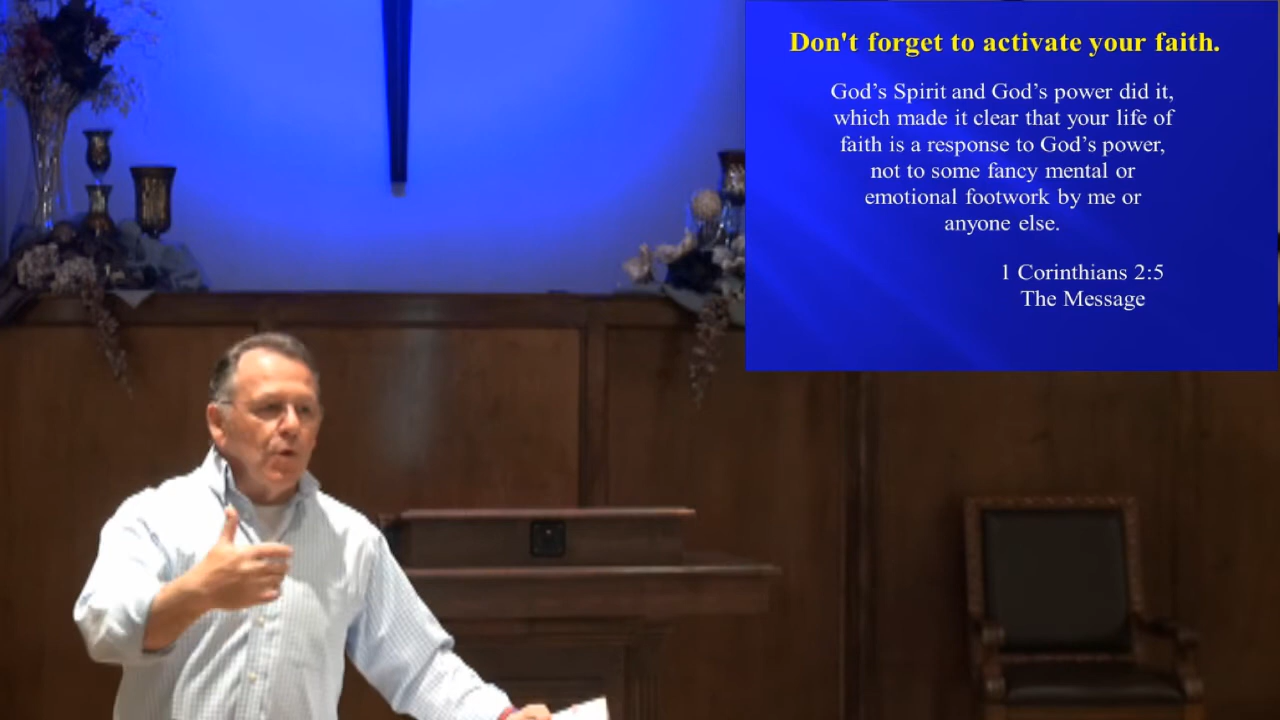 Don't forget to activate your faith.
God’s Spirit and God’s power did it,
which made it clear that your life of
faith is a response to God’s power,
not to some fancy mental or
emotional footwork by me or
anyone else.
1 Corinthians 2:5
The Message